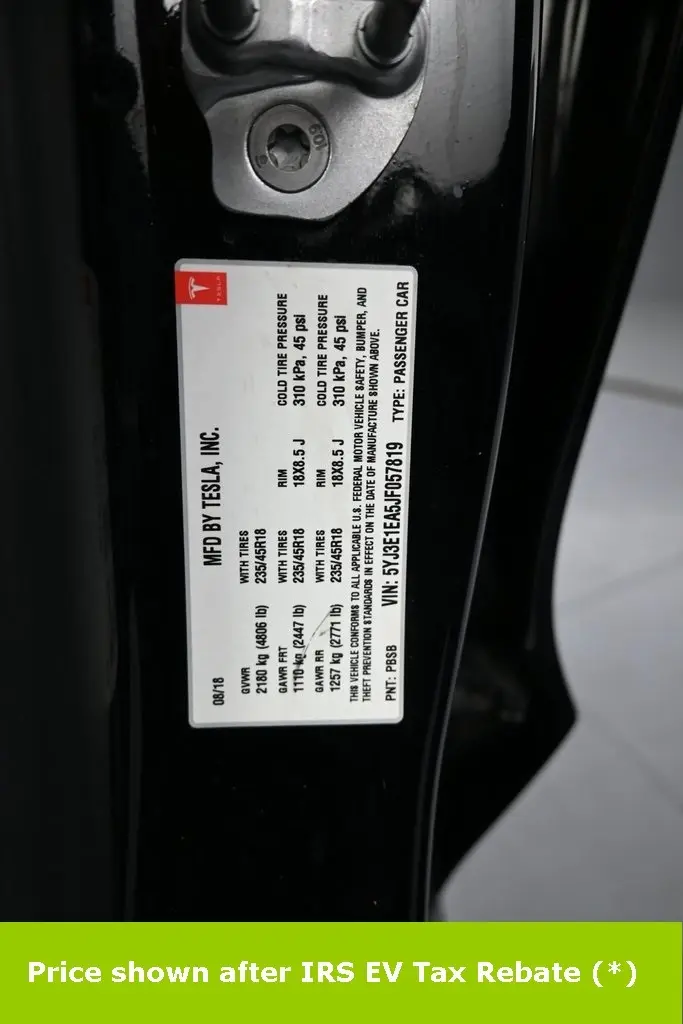 109
TESLA
MFD BY TESLA, INC.
08/18
GVWR WITH TIRES
2180 kg (4806 lb) 235/45R18
GAWR FRT WITH TIRES RIM COLD TIRE PRESSURE
1110 kg (2447 lb) 235/45R18 18X8.5 J 310 kPa, 45 psi
GAWR RR WITH TIRES RIM COLD TIRE PRESSURE
1257 kg (2771 lb) 235/45R18 18X8.5 J 310 kPa, 45 psi
THIS VEHICLE CONFORMS TO ALL APPLICABLE U.S. FEDERAL MOTOR VEHICLE SAFETY, BUMPER, AND
THEFT PREVENTION STANDARDS IN EFFECT ON THE DATE OF MANUFACTURE SHOWN ABOVE.
PNT: PBSB VIN: 5YJ3E1EA5JF057819 TYPE: PASSENGER CAR
Price shown after IRS EV Tax Rebate (*)